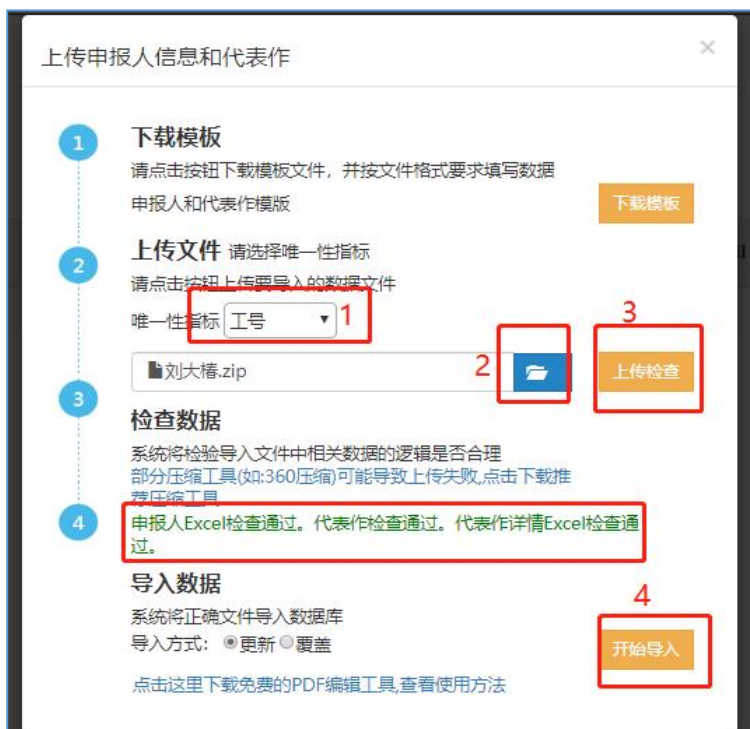 上传申报人信息和代表作
×
1
下载模板
请点击按钮下载模板文件，并按文件格式要求填写数据
申报人和代表作模版
下载模板
2
上传文件 请选择唯一性指标
请点击按钮上传要导入的数据文件
唯一性指标 工号 1
3
刘大椿.zip
2
上传检查
3
检查数据
系统将检验导入文件中相关数据的逻辑是否合理
部分压缩工具(如:360压缩)可能导致上传失败,点击下载推
荐压缩工具
4
申报人Excel检查通过。代表作检查通过。代表作详情Excel检查通
过。
导入数据
4
系统将正确文件导入数据库
导入方式: 更新 覆盖
开始导入
点击这里下载免费的PDF编辑工具,查看使用方法